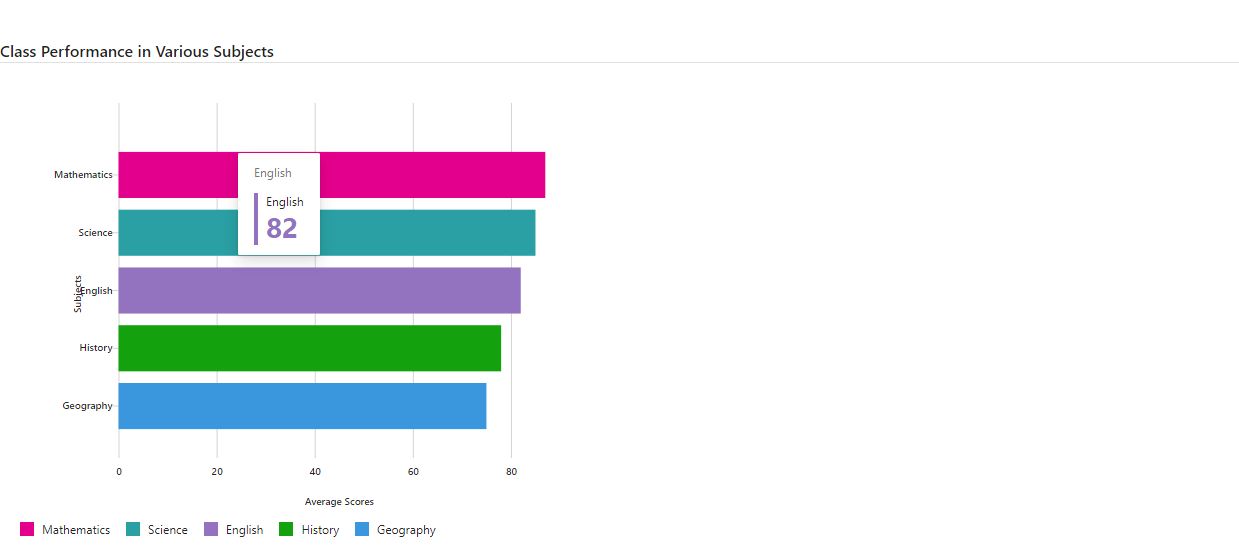 Class Performance in Various Subjects
Mathematics
English
English
82
Science
Subjects
English
History
Geography
0 20 40 60 80
Average Scores
Mathematics Science English History Geography